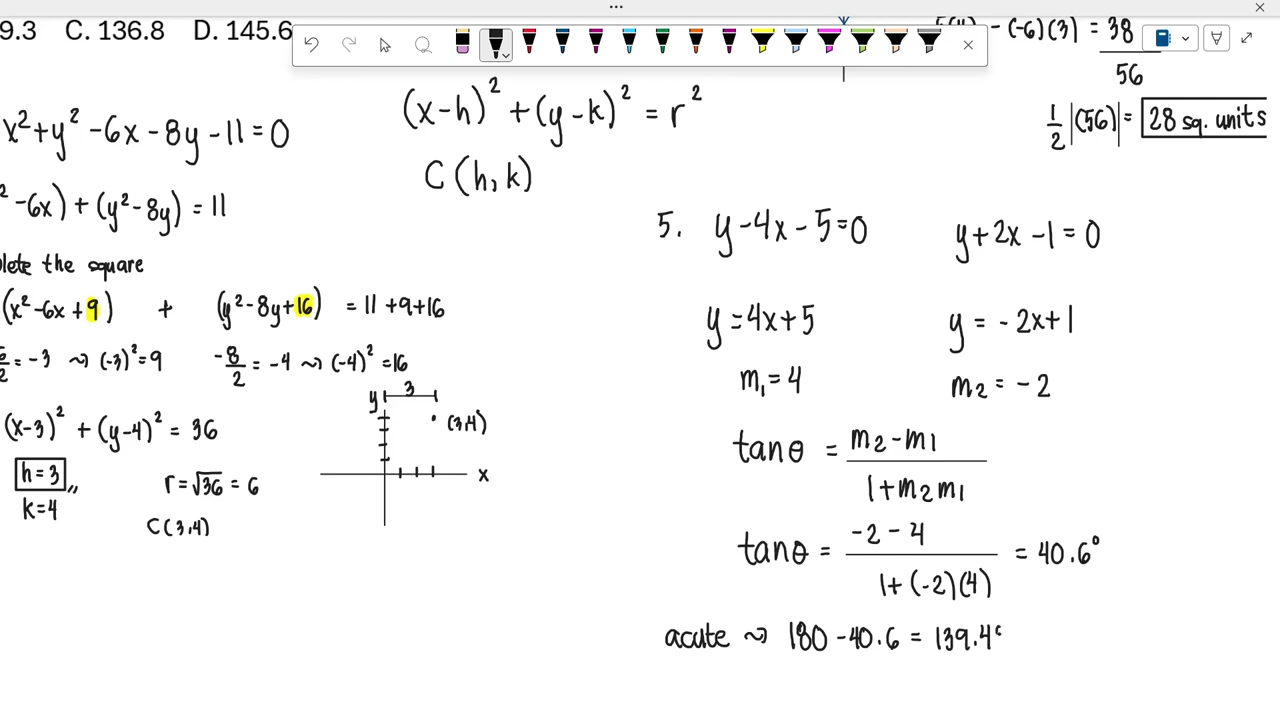 9.3 C. 136.8 D. 145.6
x²+y²-6x-8y-11=0
² -6x) + (y²-8y) = 11
plete the square
(x²-6x+9) + (y²-8y+16) = 11+9+16
6/2 = -3 ~> (-3)²=9 -8/2 = -4 ~> (-4)²=16
(x-3)² + (y-4)² = 36
h=3,,
k=4
r=√36 = 6
C(3,4)
(x-h)²+(y-k)² = r²
C(h,k)
3
y
(3,4)
x
- (-6)(3) = 38
56
1/2|(56)|= 28 sq. units
5. y-4x-5=0 y+2x-1=0
y=4x+5 y = -2x+1
m₁=4 m₂ = -2
tanθ = m₂-m₁/1+m₂m₁
tanθ = -2-4/1+(-2)(4) = 40.6°
acute ~> 180-40.6 = 139.4°